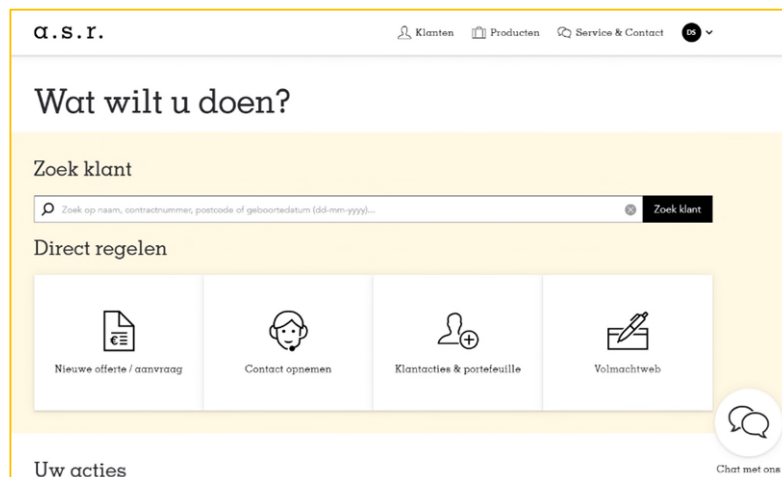 a.s.r.
Klanten
Producten
Service & Contact
DS
Wat wilt u doen?
Zoek klant
Zoek op naam, contractnummer, postcode of geboortedatum (dd-mm-yyyy)...
Zoek klant
Direct regelen
Nieuwe offerte / aanvraag
Contact opnemen
Klantacties & portefeuille
Volmachtweb
Chat met ons
Uw acties